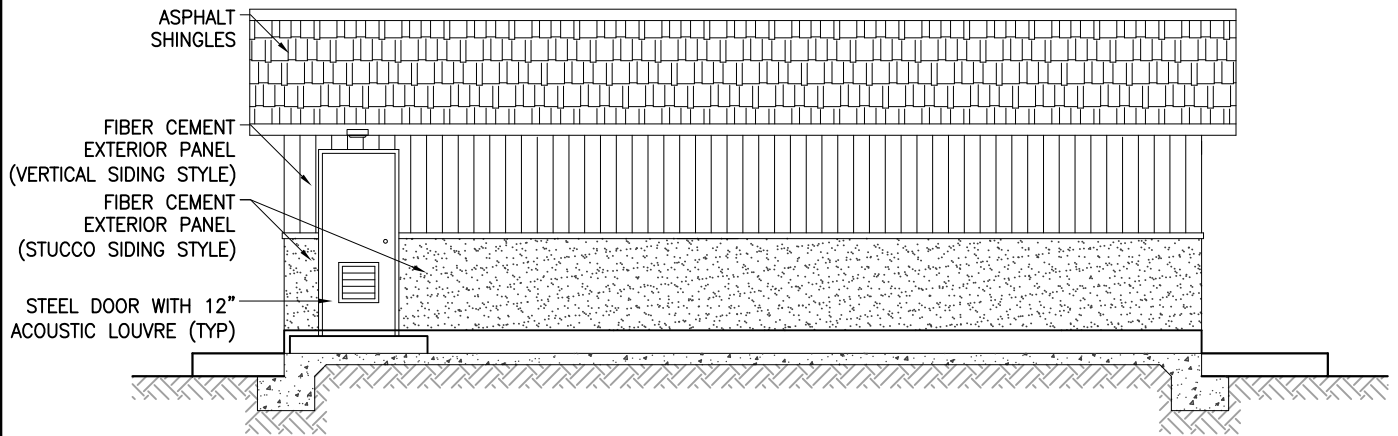 ASPHALT
SHINGLES
FIBER CEMENT
EXTERIOR PANEL
(VERTICAL SIDING STYLE)
FIBER CEMENT
EXTERIOR PANEL
(STUCCO SIDING STYLE)
STEEL DOOR WITH 12"
ACOUSTIC LOUVRE (TYP)